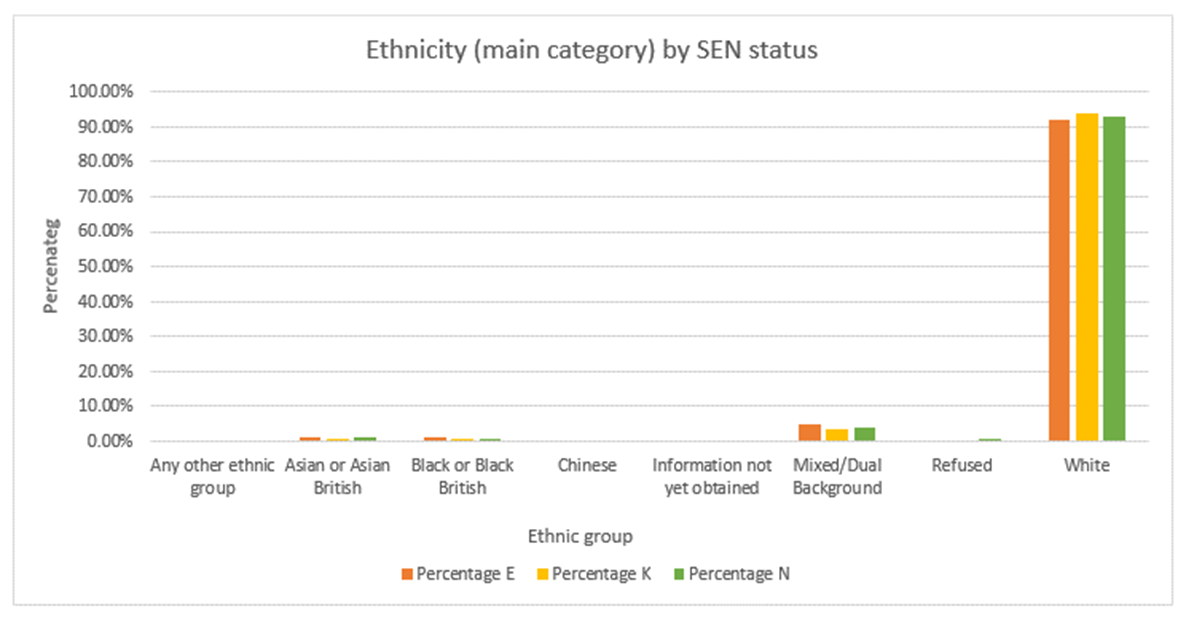 Ethnicity (main category) by SEN status
100.00%
90.00%
80.00%
70.00%
60.00%
50.00%
40.00%
30.00%
20.00%
10.00%
0.00%
Percenateg
Any other ethnic
group
Asian or Asian
British
Black or Black
British
Chinese
Information not
yet obtained
Mixed/Dual
Background
Refused
White
Ethnic group
Percentage E
Percentage K
Percentage N